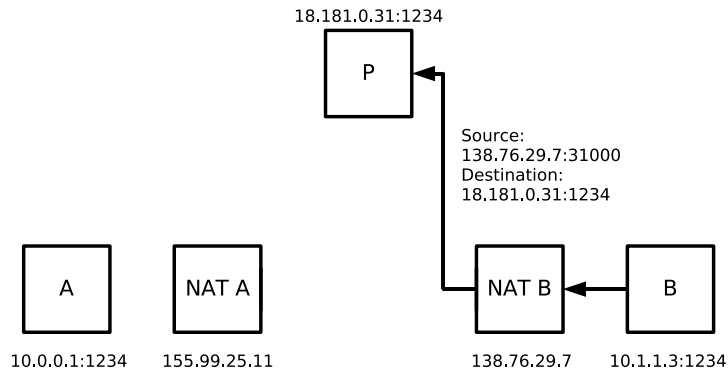 18.181.0.31:1234
P
Source:
138.76.29.7:31000
Destination:
18.181.0.31:1234
A
NAT A
NAT B
B
10.0.0.1:1234
155.99.25.11
138.76.29.7
10.1.1.3:1234